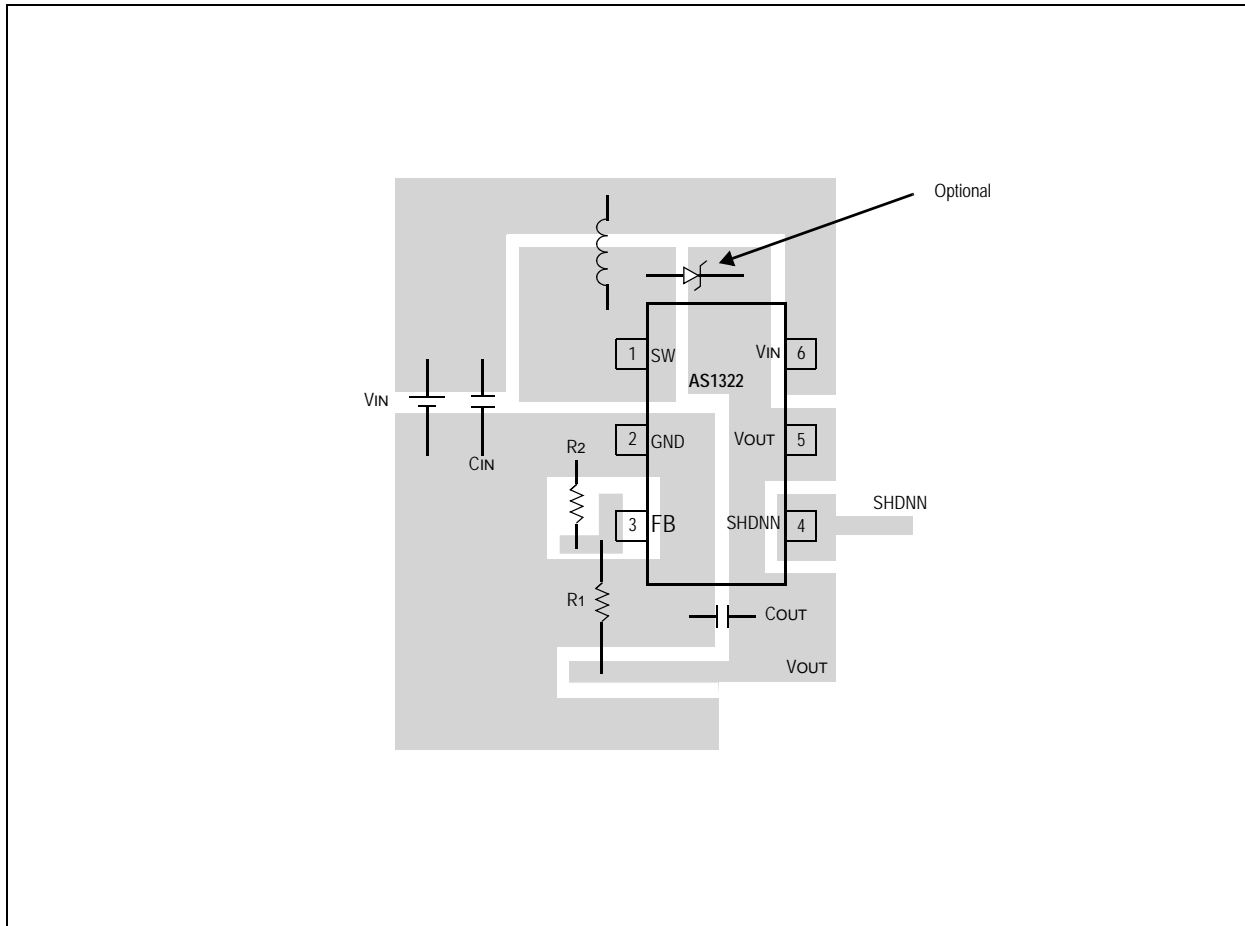 Optional
1 SW
VIN 6
AS1322
VIN
CIN
R2
2 GND
VOUT 5
3 FB
SHDNN 4
SHDNN
R1
COUT
VOUT